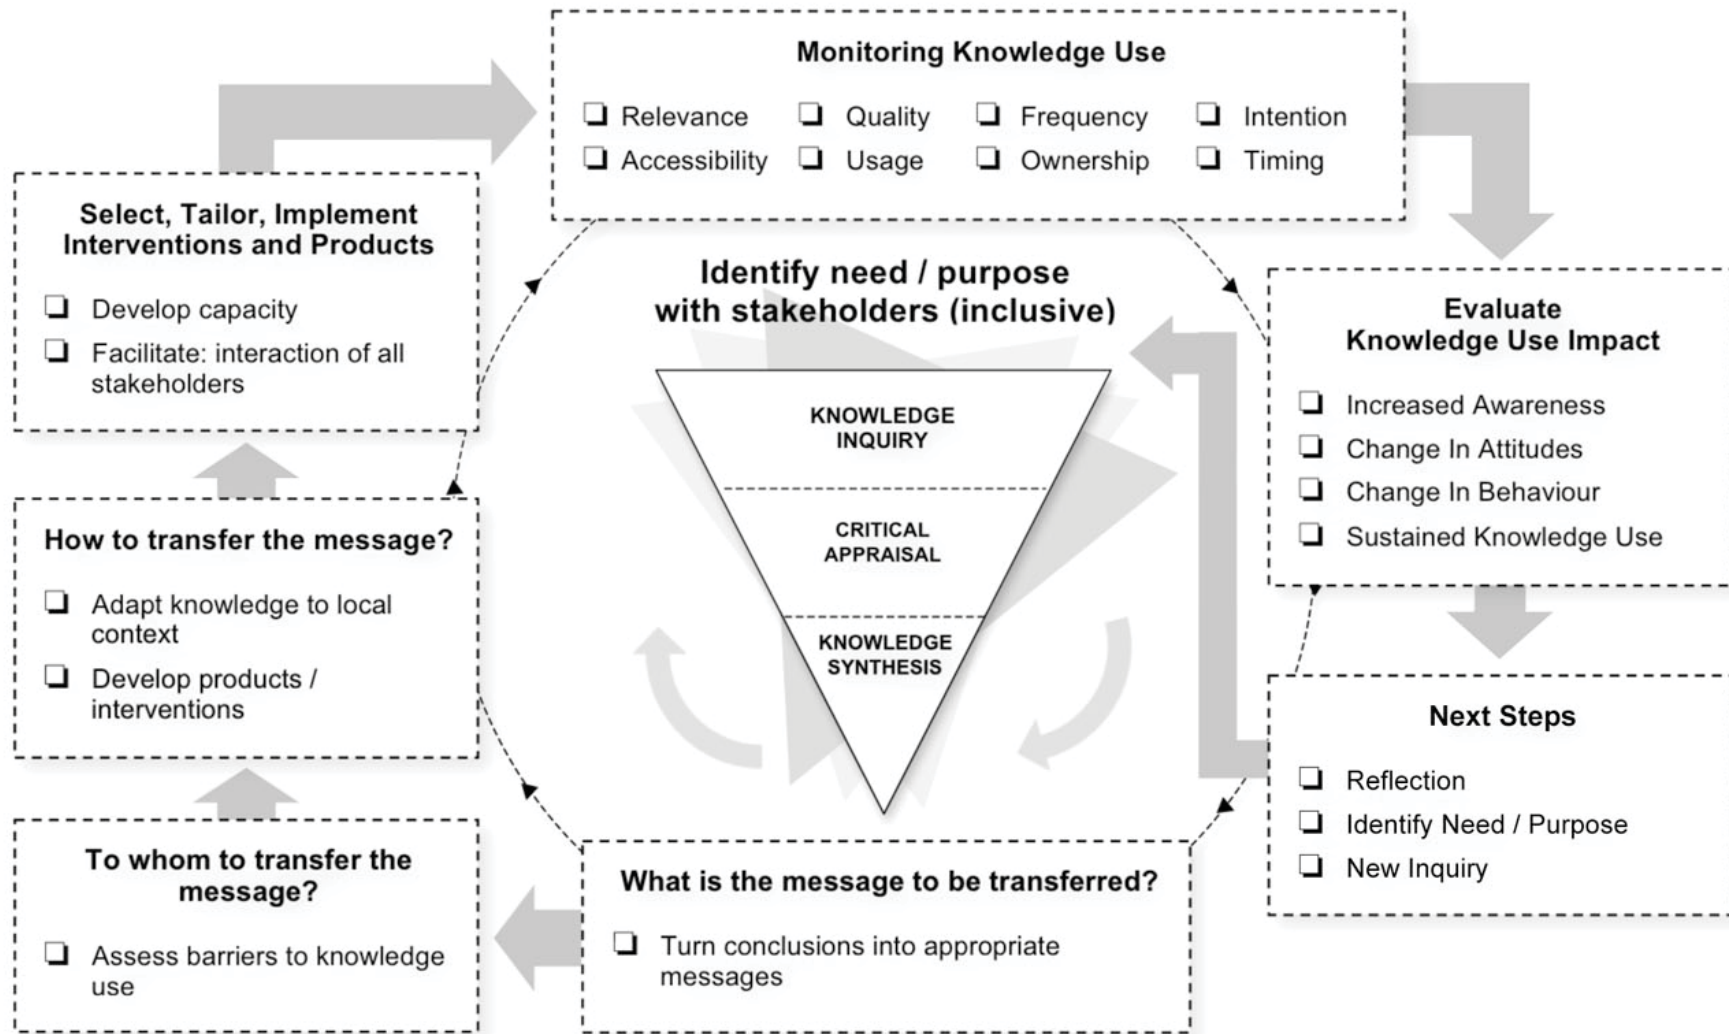 Monitoring Knowledge Use
❑ Relevance ❑ Quality ❑ Frequency ❑ Intention
❑ Accessibility ❑ Usage ❑ Ownership ❑ Timing
Select, Tailor, Implement
Interventions and Products
❑ Develop capacity
❑ Facilitate: interaction of all
stakeholders
How to transfer the message?
❑ Adapt knowledge to local
context
❑ Develop products /
interventions
To whom to transfer the
message?
❑ Assess barriers to knowledge
use
What is the message to be transferred?
❑ Turn conclusions into appropriate
messages
Identify need / purpose
with stakeholders (inclusive)
KNOWLEDGE
INQUIRY
CRITICAL
APPRAISAL
KNOWLEDGE
SYNTHESIS
Evaluate
Knowledge Use Impact
❑ Increased Awareness
❑ Change In Attitudes
❑ Change In Behaviour
❑ Sustained Knowledge Use
Next Steps
❑ Reflection
❑ Identify Need / Purpose
❑ New Inquiry